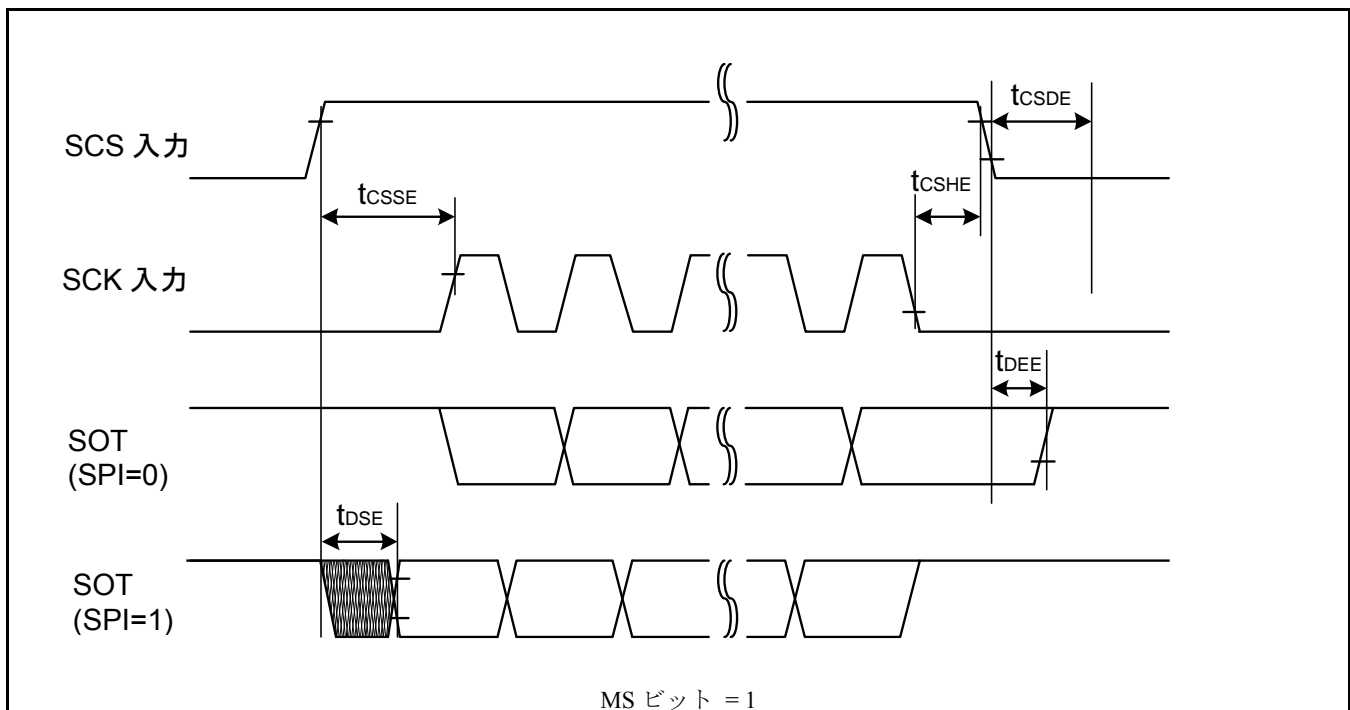 tCSDE
SCS 入力
tCSHE
tCSSE
SCK 入力
tDEE
SOT
(SPI=0)
tDSE
SOT
(SPI=1)
MS ビット = 1